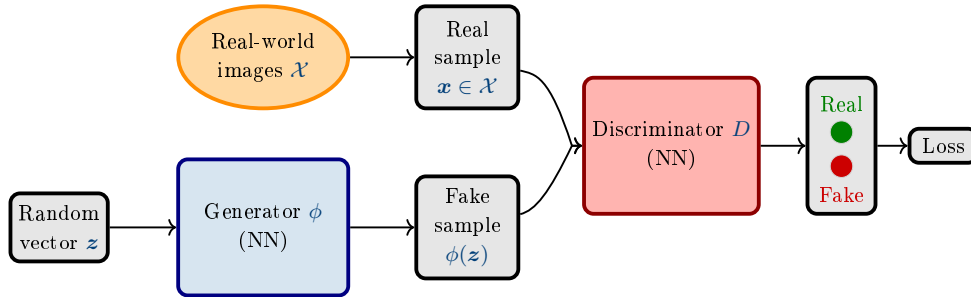 Real-world
images 𝒳
Real
sample
𝒙 ∈ 𝒳
Discriminator D
(NN)
Real
Fake
Loss
Random
vector 𝒛
Generator ϕ
(NN)
Fake
sample
ϕ(𝒛)